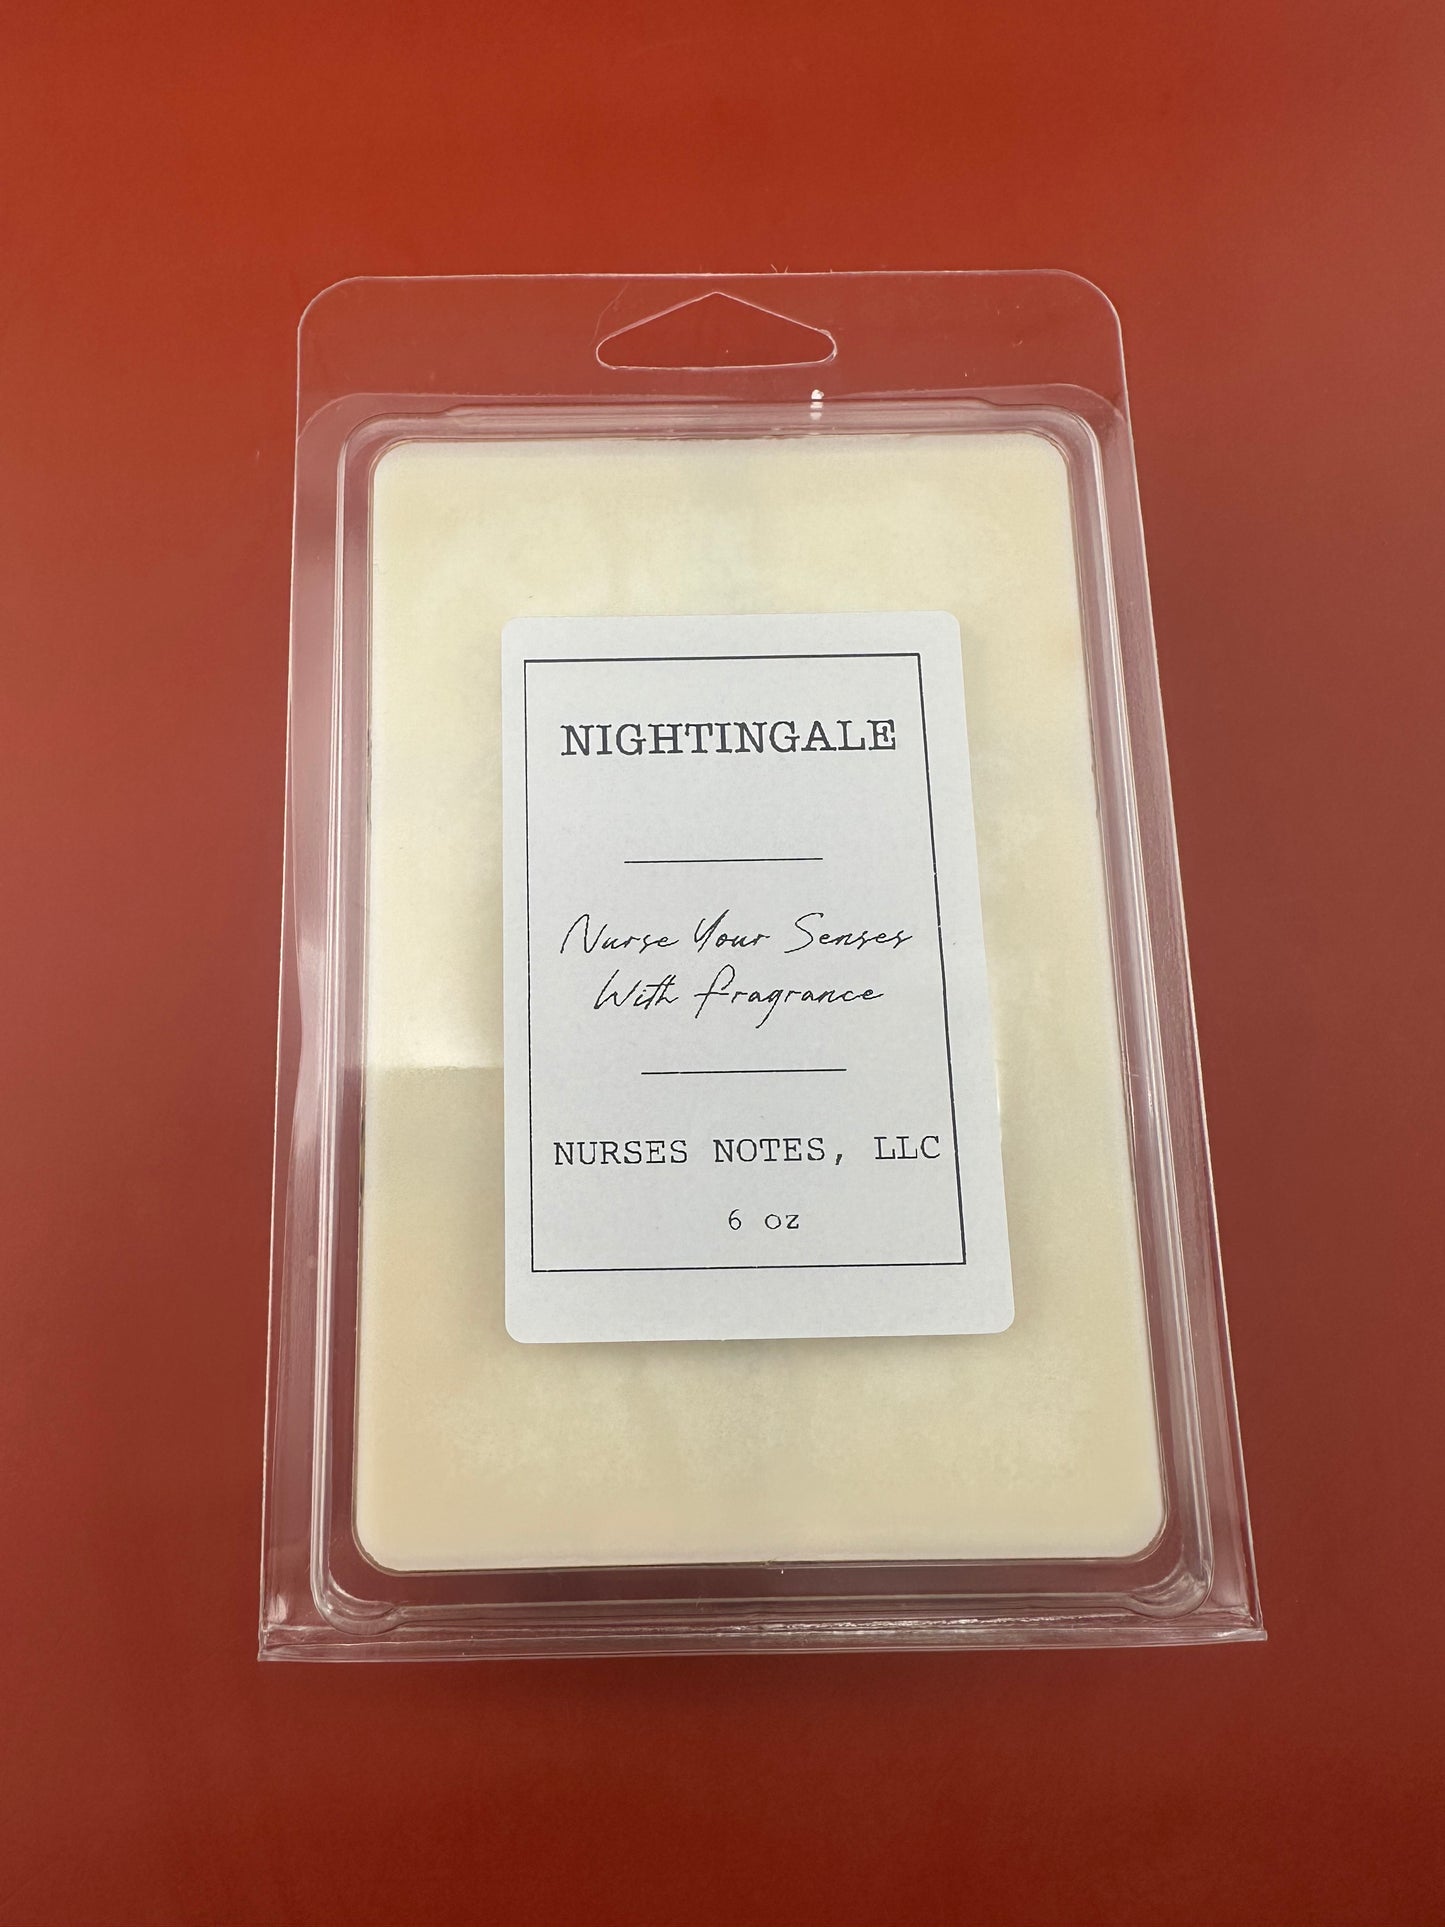 NIGHTINGALE
Nurse Your Senses
With fragrance
NURSES NOTES, LLC
6 oz